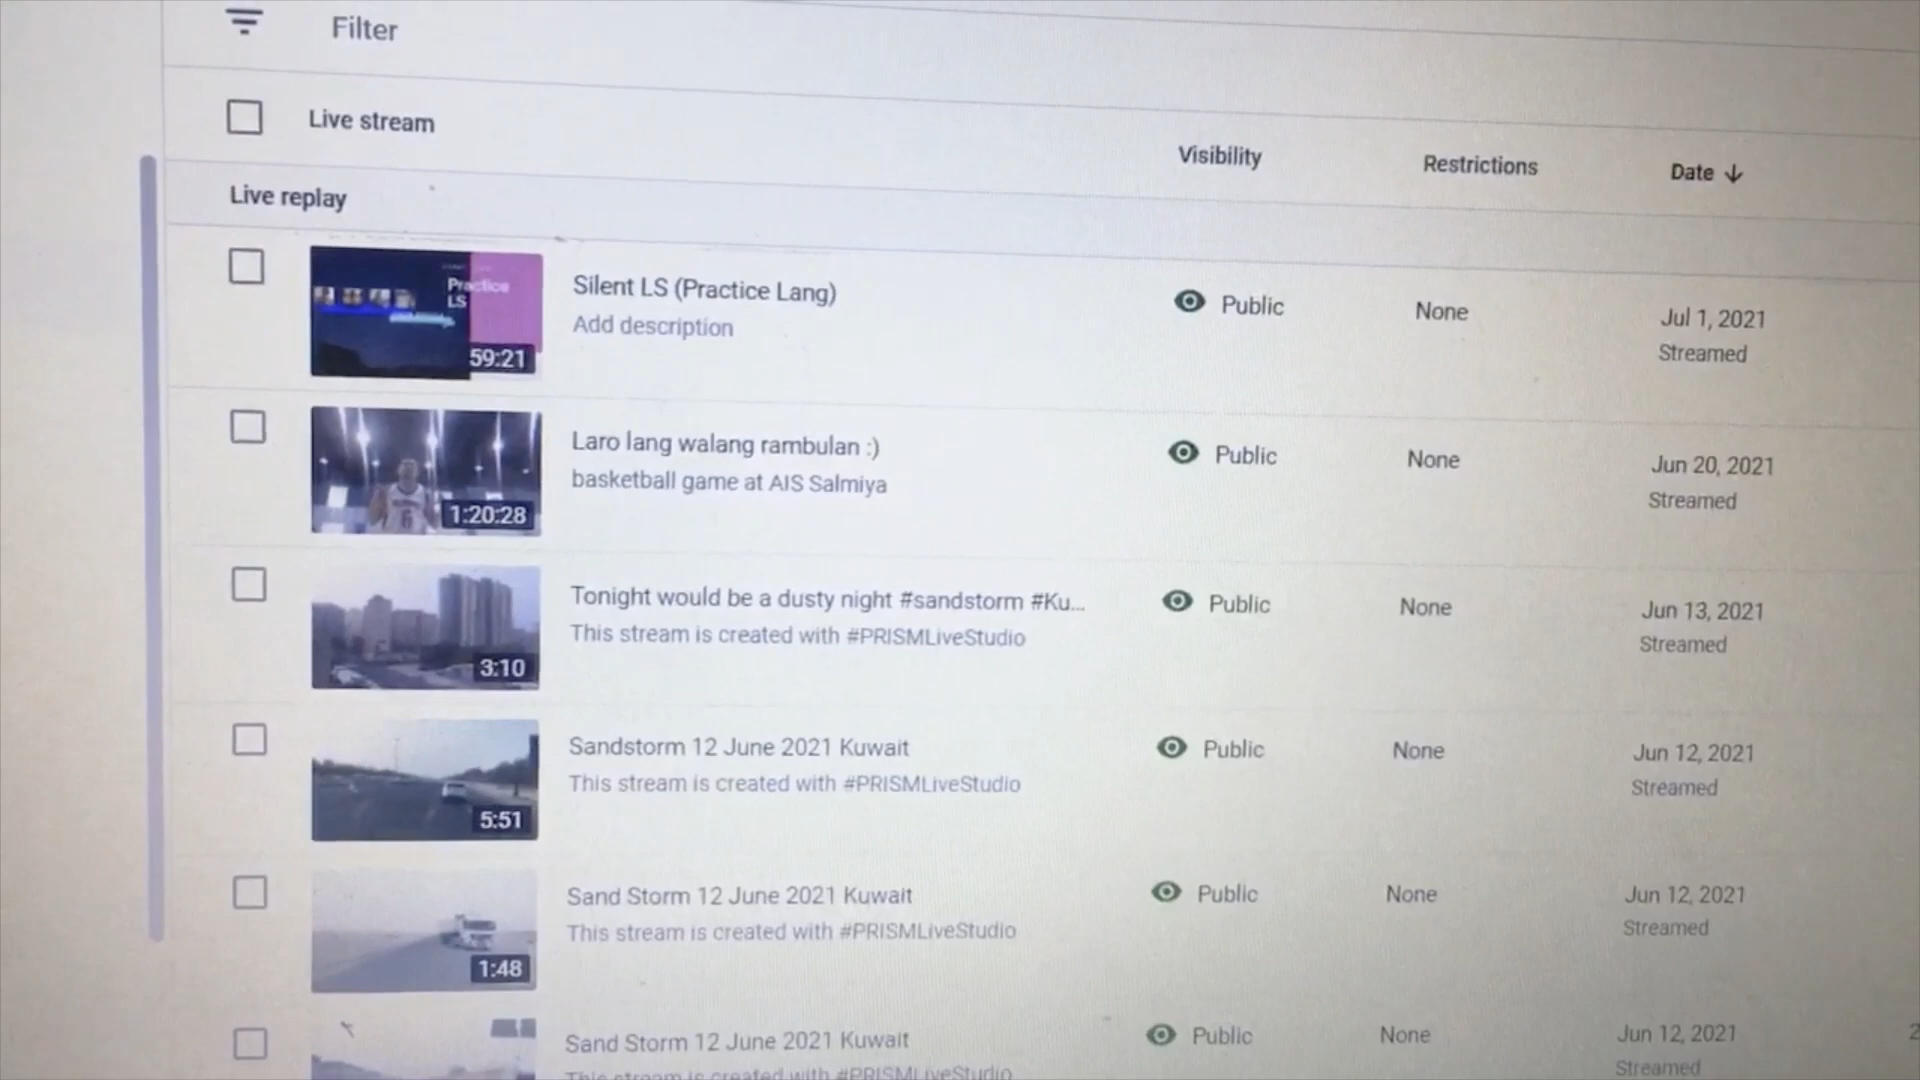 Filter
Live stream
Visibility
Restrictions
Date
Live replay
Practice
LS
59:21
Silent LS (Practice Lang)
Add description
Public
None
Jul 1, 2021
Streamed
1:20:28
Laro lang walang rambulan :)
basketball game at AIS Salmiya
Public
None
Jun 20, 2021
Streamed
3:10
Tonight would be a dusty night #sandstorm #Ku...
This stream is created with #PRISMLiveStudio
Public
None
Jun 13, 2021
Streamed
5:51
Sandstorm 12 June 2021 Kuwait
This stream is created with #PRISMLiveStudio
Public
None
Jun 12, 2021
Streamed
1:48
Sand Storm 12 June 2021 Kuwait
This stream is created with #PRISMLiveStudio
Public
None
Jun 12, 2021
Streamed
Sand Storm 12 June 2021 Kuwait
This stream is created with #PRISMLiveStudio
Public
None
Jun 12, 2021
Streamed